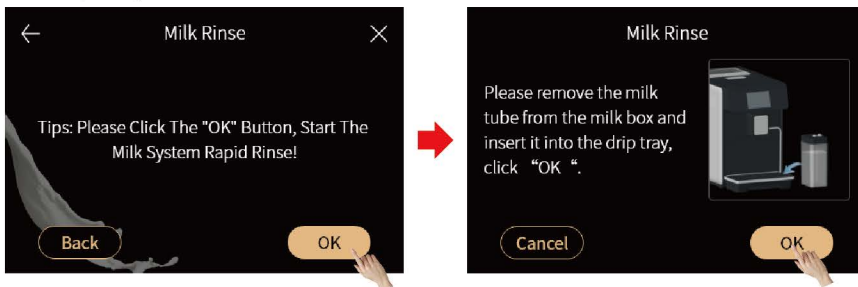 Milk Rinse
Tips: Please Click The "OK" Button, Start The
Milk System Rapid Rinse!
Back
OK
Milk Rinse
Please remove the milk
tube from the milk box and
insert it into the drip tray,
click “OK “.
Cancel
OK